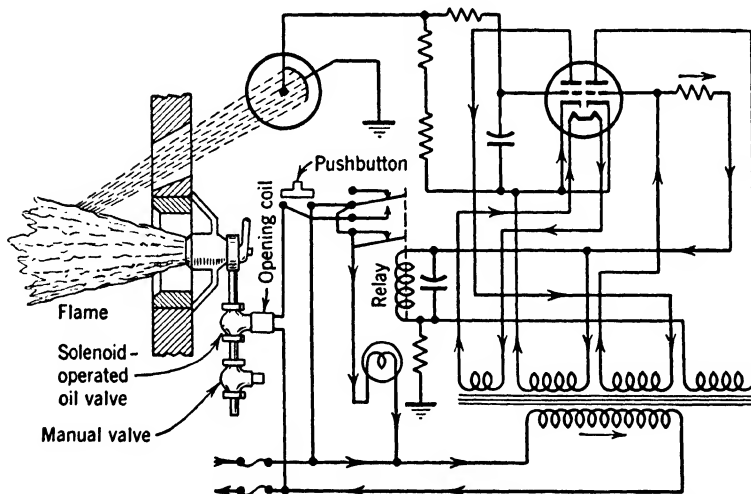 Pushbutton
Opening coil
Relay
Flame
Solenoid-
operated
oil valve
Manual valve